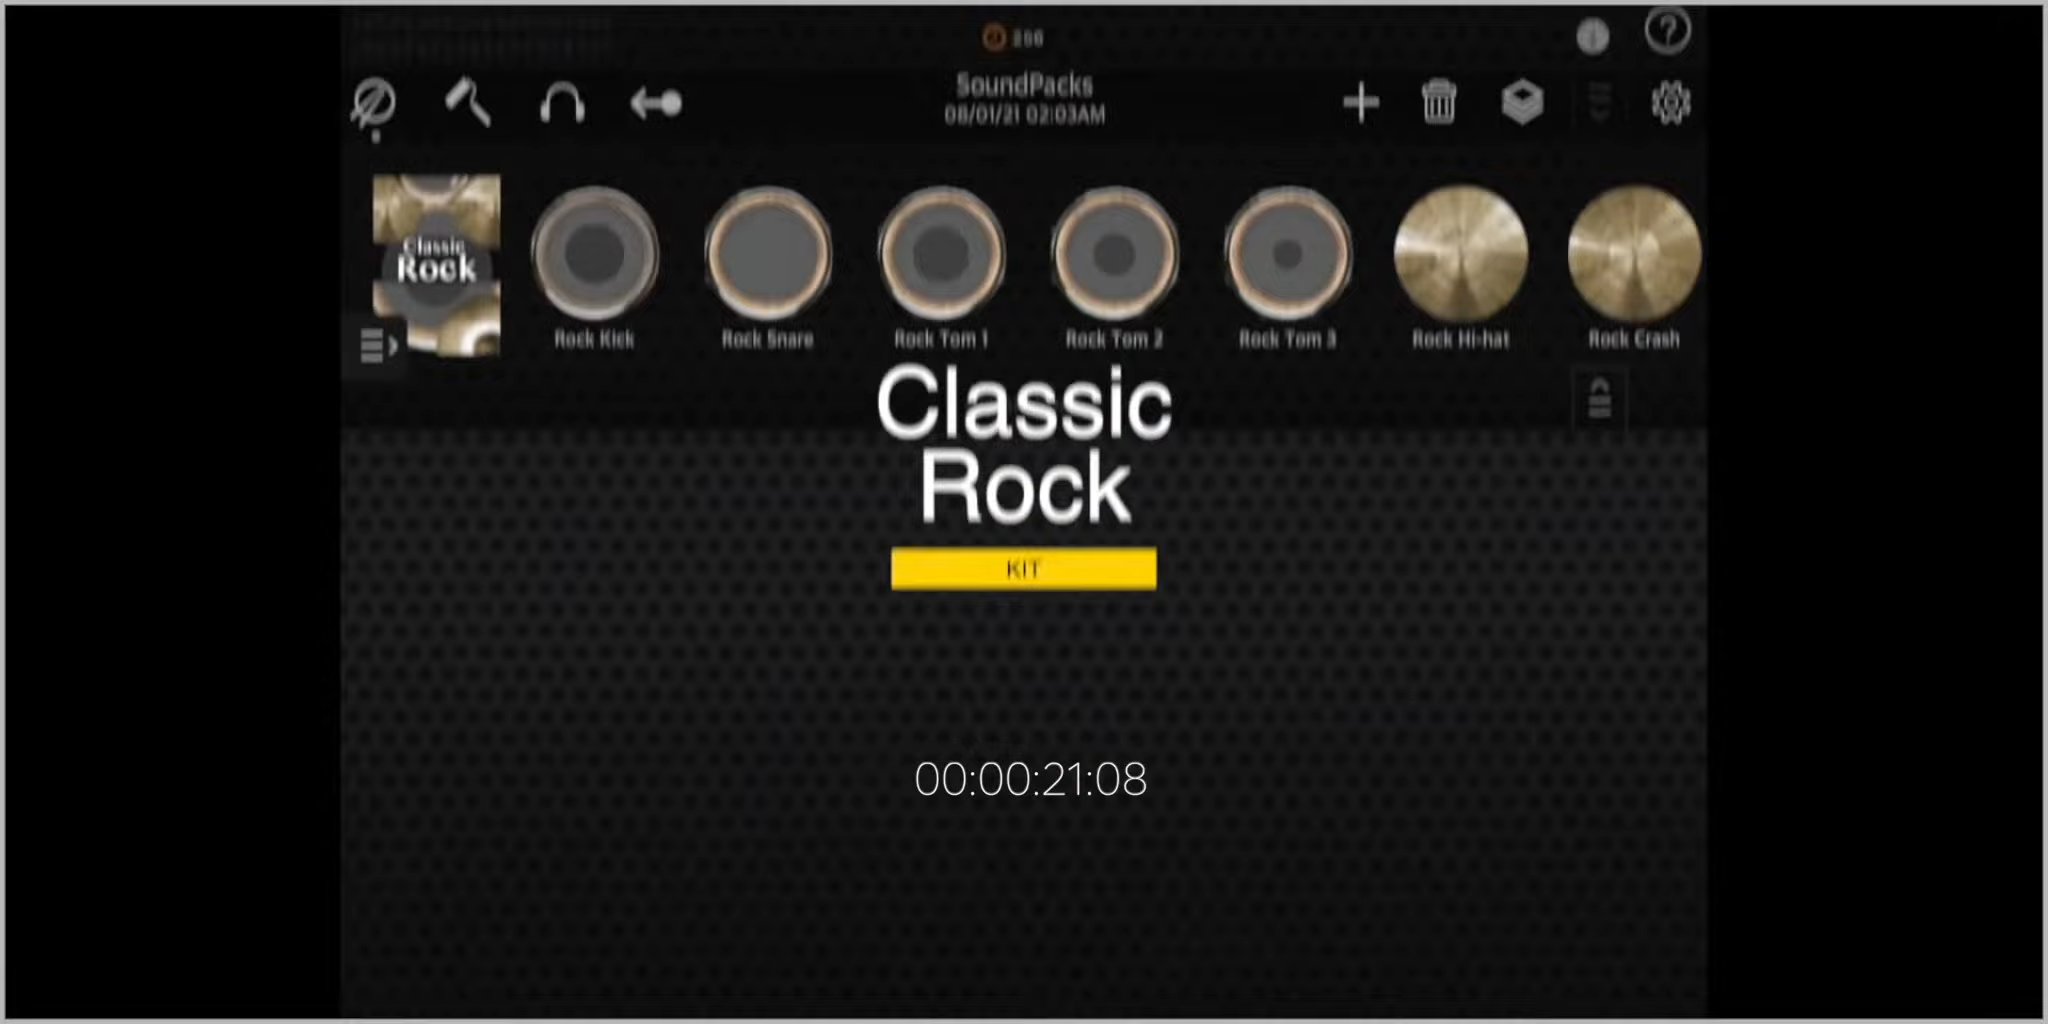 256
SoundPacks
08/01/21 02:03AM
Classic
Rock
Rock Kick
Rock Snare
Rock Tom 1
Rock Tom 2
Rock Tom 3
Rock Hi-hat
Rock Crash
Classic
Rock
KIT
00:00:21:08